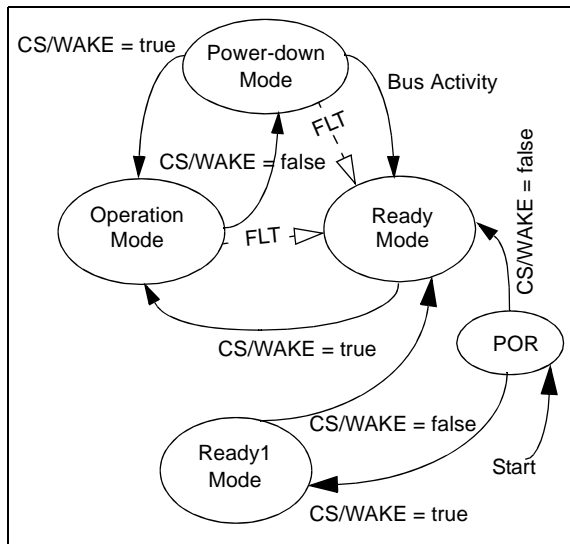 CS/WAKE = true
Power-down
Mode
Bus Activity
FLT
CS/WAKE = false
CS/WAKE = false
Operation
Mode
FLT
Ready
Mode
CS/WAKE = true
POR
CS/WAKE = false
Ready1
Mode
Start
CS/WAKE = true